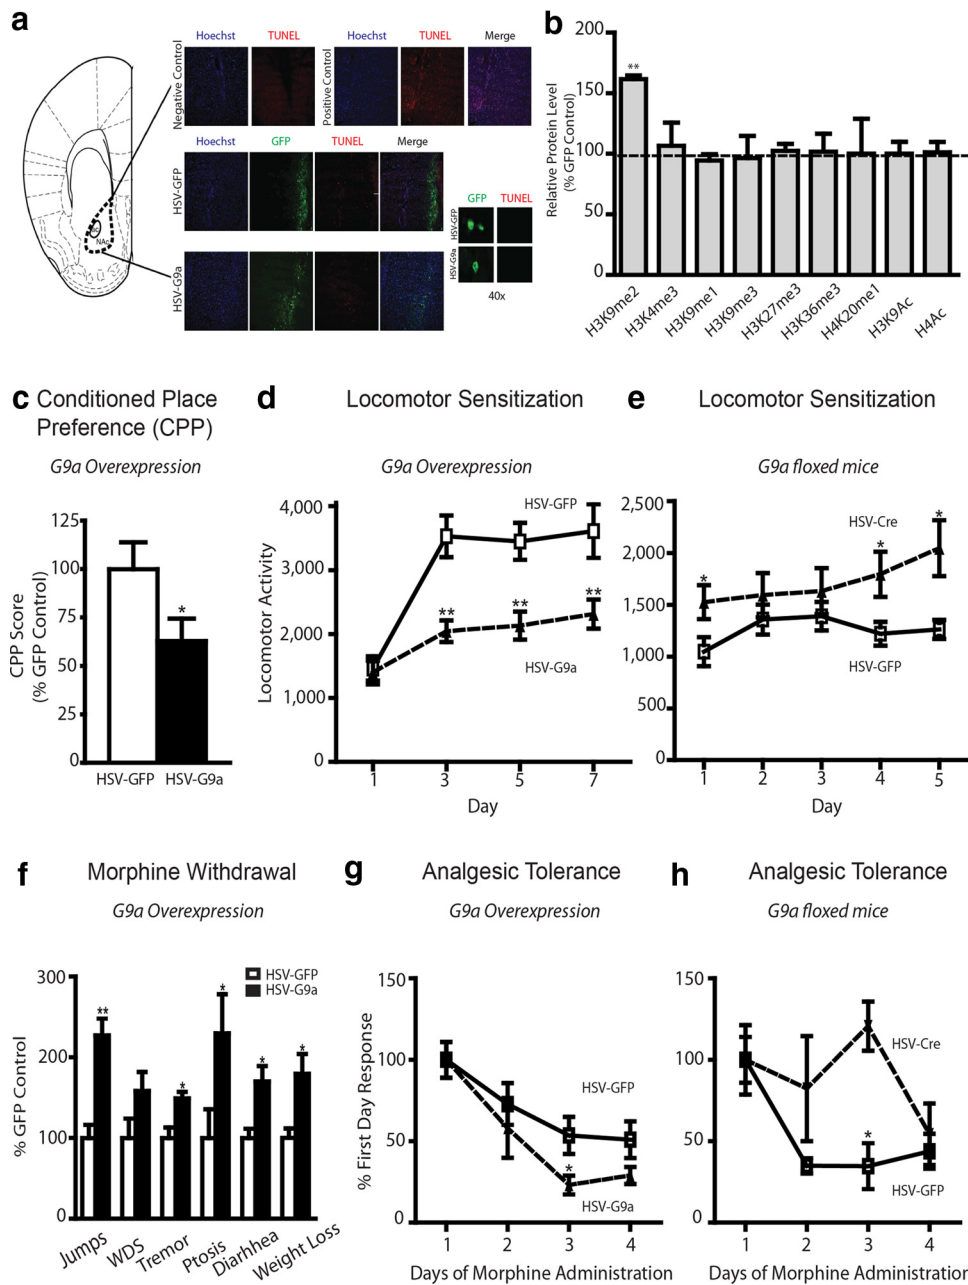 a
Negative Control
Hoechst
TUNEL
Positive Control
Hoechst
TUNEL
Merge
HSV-GFP
Hoechst
GFP
TUNEL
Merge
HSV-G9a
GFP
TUNEL
HSV-GFP
HSV-G9a
40x
NAc
b
Relative Protein Level
(% GFP Control)
200
150
100
50
0
**
H3K9me2
H3K4me3
H3K9me1
H3K9me3
H3K27me3
H3K36me3
H4K20me1
H3K9Ac
H4Ac
c
Conditioned Place
Preference (CPP)
G9a Overexpression
CPP Score
(% GFP Control)
125
100
75
50
25
0
*
HSV-GFP
HSV-G9a
d
Locomotor Sensitization
G9a Overexpression
Locomotor Activity
4,000
3,000
2,000
1,000
0
HSV-GFP
** ** **
HSV-G9a
1 3 5 7
Day
e
Locomotor Sensitization
G9a floxed mice
2,500
2,000
1,500
1,000
500
0
HSV-Cre
* * *
HSV-GFP
1 2 3 4 5
Day
f
Morphine Withdrawal
G9a Overexpression
% GFP Control
300
200
100
0
HSV-GFP
HSV-G9a
** * * * *
Jumps
WDS
Tremor
Ptosis
Diarhhea
Weight Loss
g
Analgesic Tolerance
G9a Overexpression
% First Day Response
150
100
50
0
HSV-GFP
*
HSV-G9a
1 2 3 4
Days of Morphine Administration
h
Analgesic Tolerance
G9a floxed mice
150
100
50
0
HSV-Cre
*
HSV-GFP
1 2 3 4
Days of Morphine Administration